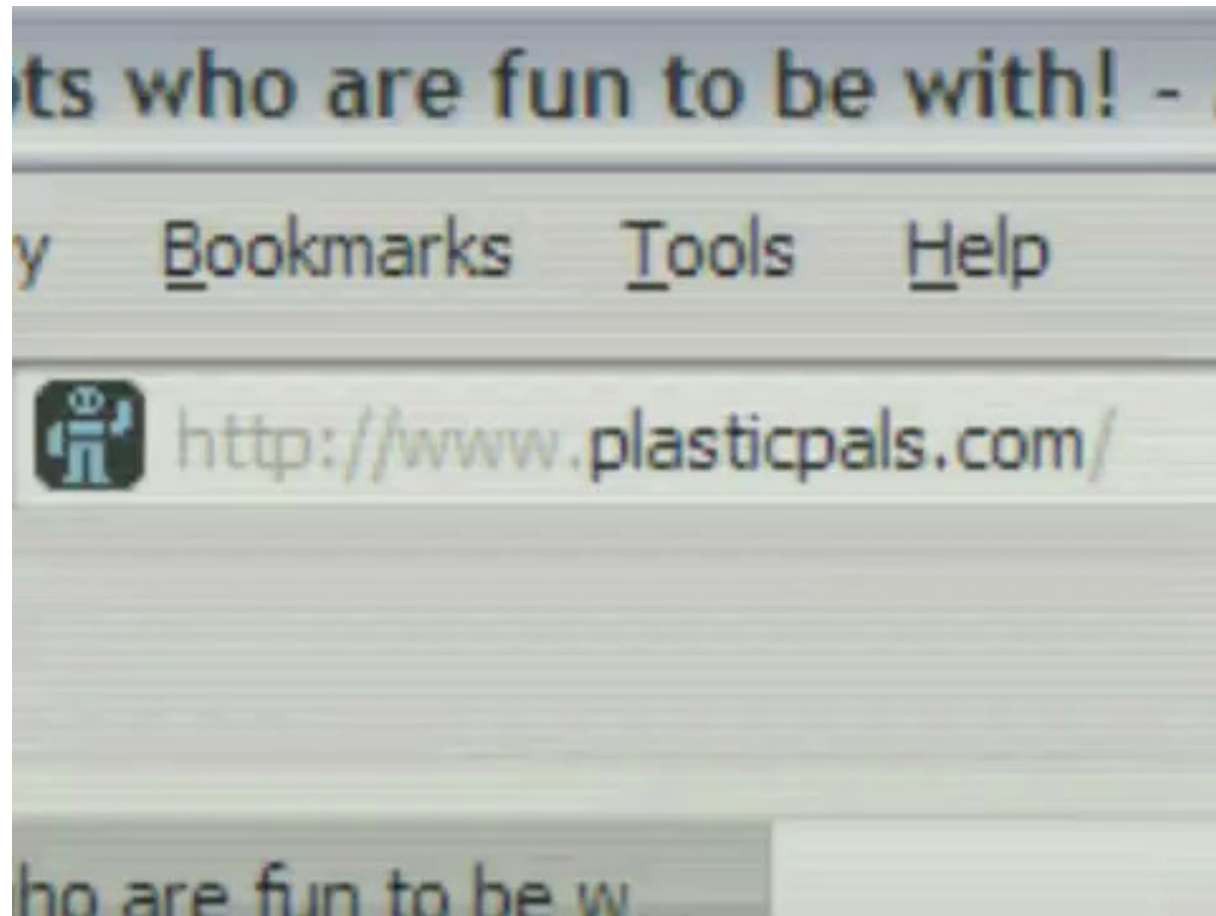 ts who are fun to be with! -
y Bookmarks Tools Help
http://www.plasticpals.com/
ho are fun to be w...